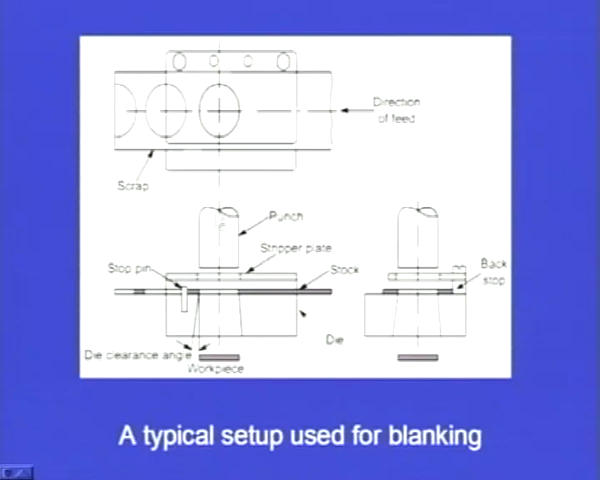 Direction
of feed
Scrap
Punch
Stripper plate
Stop pin
Stock
Back
stop
Die
Die clearance angle
Workpiece
A typical setup used for blanking